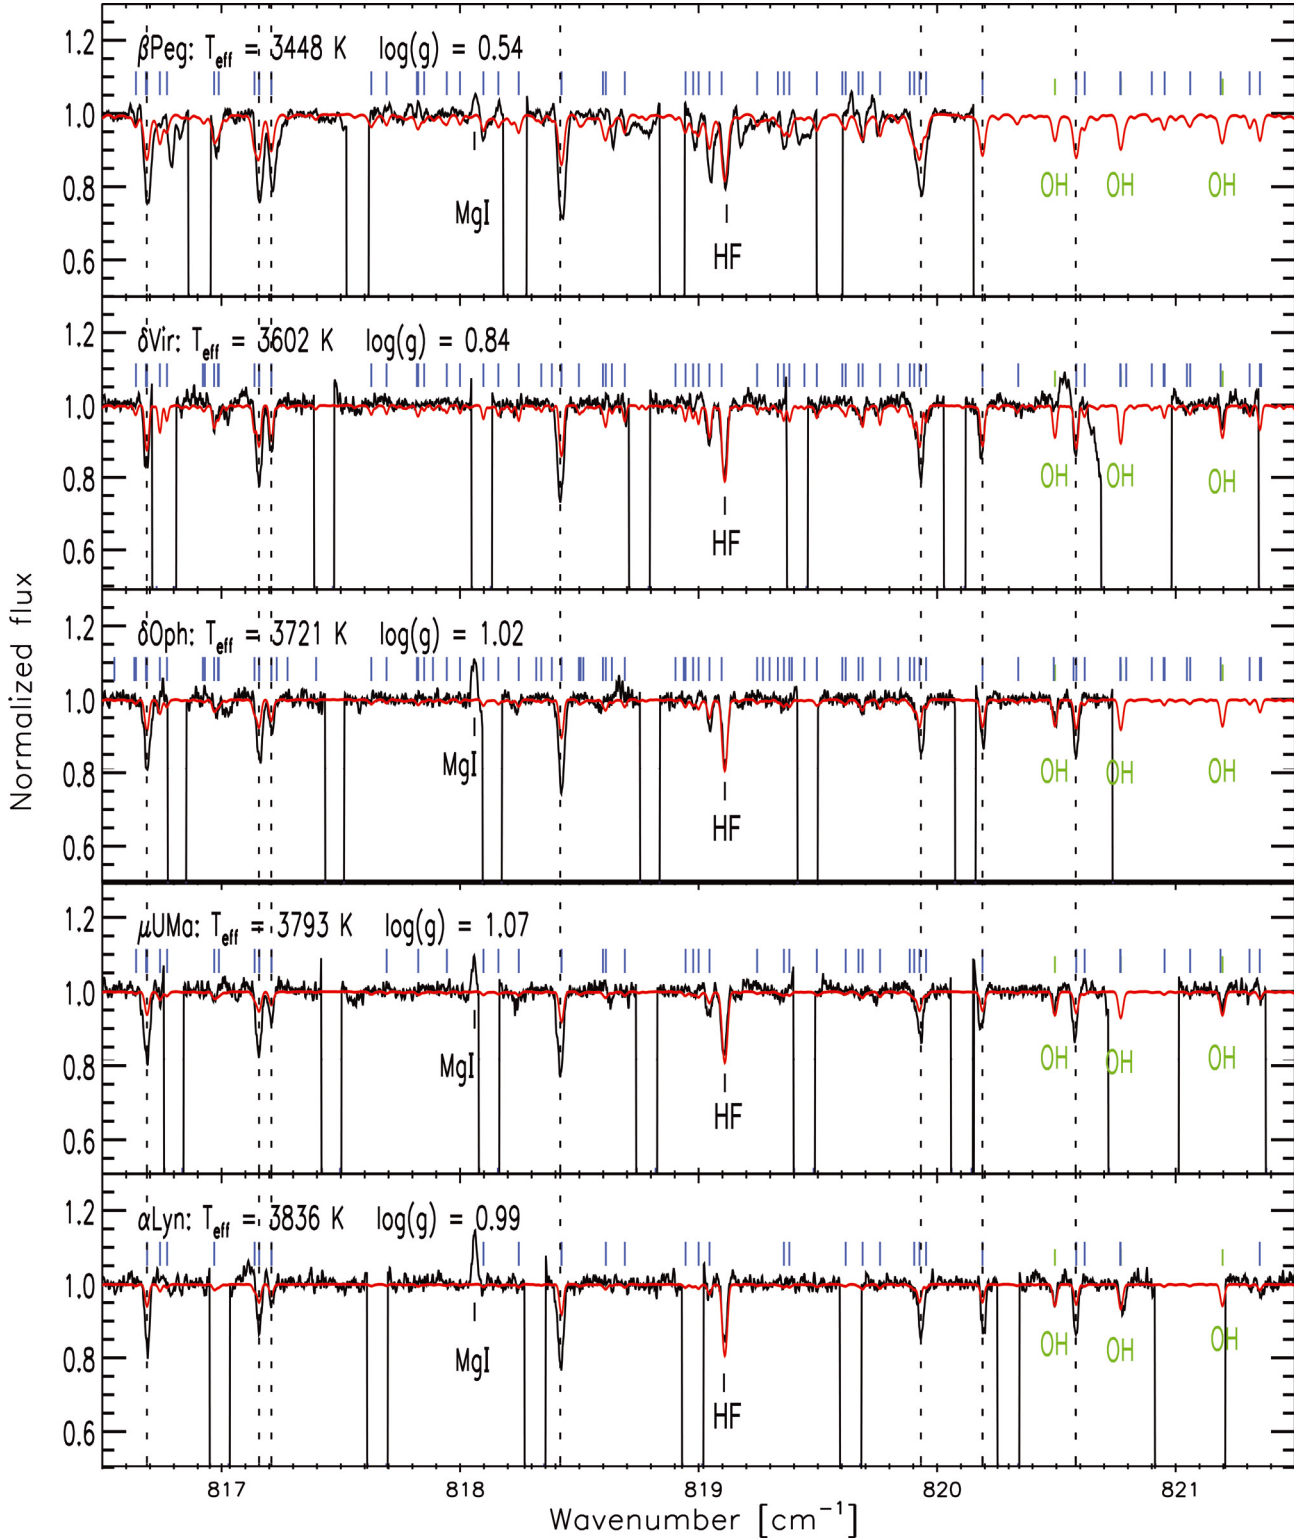 βPeg: Teff = 3448 K log(g) = 0.54
1.2
1.0
0.8
0.6
MgI
HF
OH OH OH
δVir: Teff = 3602 K log(g) = 0.84
1.2
1.0
0.8
0.6
HF
OH OH OH
δOph: Teff = 3721 K log(g) = 1.02
1.2
1.0
0.8
0.6
MgI
HF
OH OH OH
μUMa: Teff = 3793 K log(g) = 1.07
1.2
1.0
0.8
0.6
MgI
HF
OH OH OH
αLyn: Teff = 3836 K log(g) = 0.99
1.2
1.0
0.8
0.6
MgI
HF
OH OH OH
Normalized flux
817 818 819 820 821
Wavenumber [cm⁻¹]